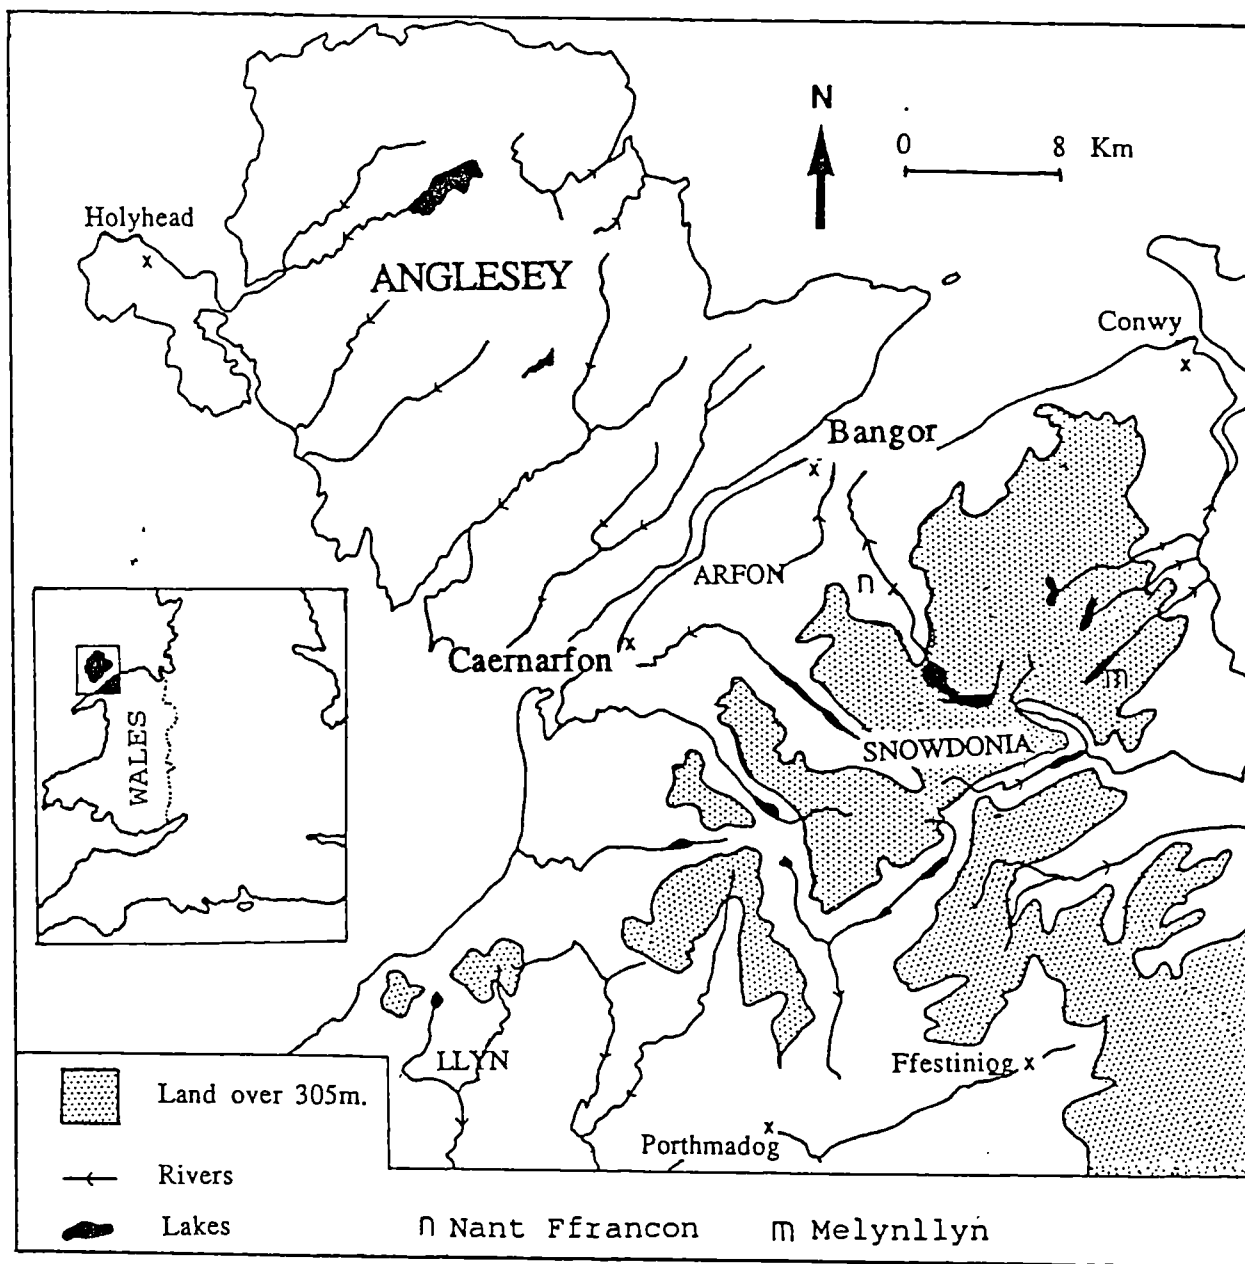 N
0 8 Km
Holyhead
ANGLESEY
Conwy
Bangor
ARFON
n
Caernarfon
m
SNOWDONIA
WALES
LLYN
Ffestiniog
Porthmadog
Land over 305m.
Rivers
Lakes
n Nant Ffrancon
m Melynllyn